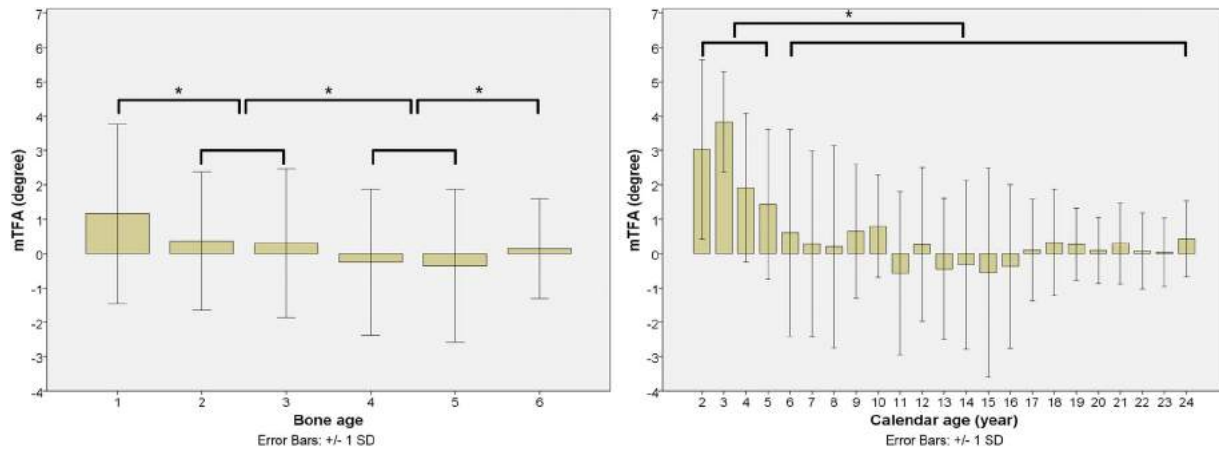 7
6
5
4
3
2
1
0
-1
-2
-3
-4
mTFA (degree)
* * *
1 2 3 4 5 6
Bone age
Error Bars: +/- 1 SD
7
6
5
4
3
2
1
0
-1
-2
-3
-4
mTFA (degree)
*
2 3 4 5 6 7 8 9 10 11 12 13 14 15 16 17 18 19 20 21 22 23 24
Calendar age (year)
Error Bars: +/- 1 SD